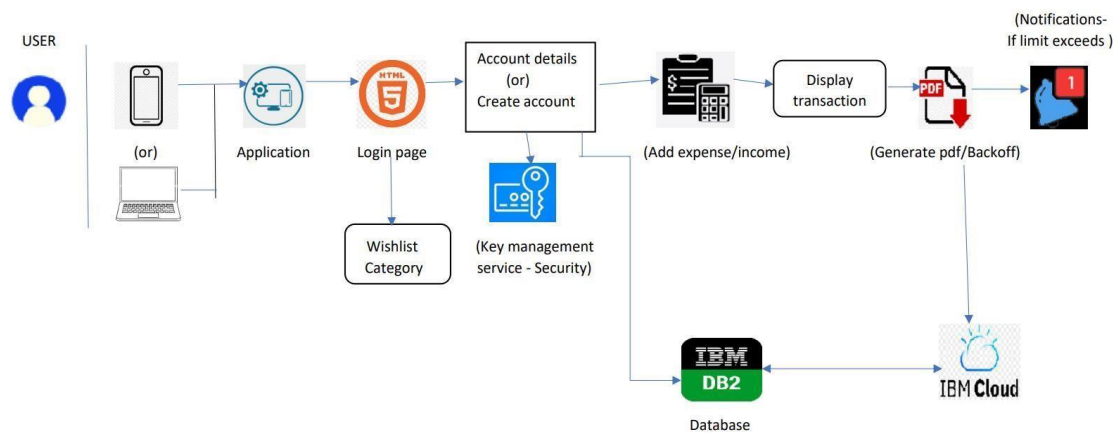 USER
(or)
Application
HTML
5
Login page
Wishlist
Category
Account details
(or)
Create account
(Key management
service - Security)
$
(Add expense/income)
Display
transaction
PDF
(Generate pdf/Backoff)
(Notifications-
If limit exceeds )
1
IBM
DB2
Database
IBM Cloud